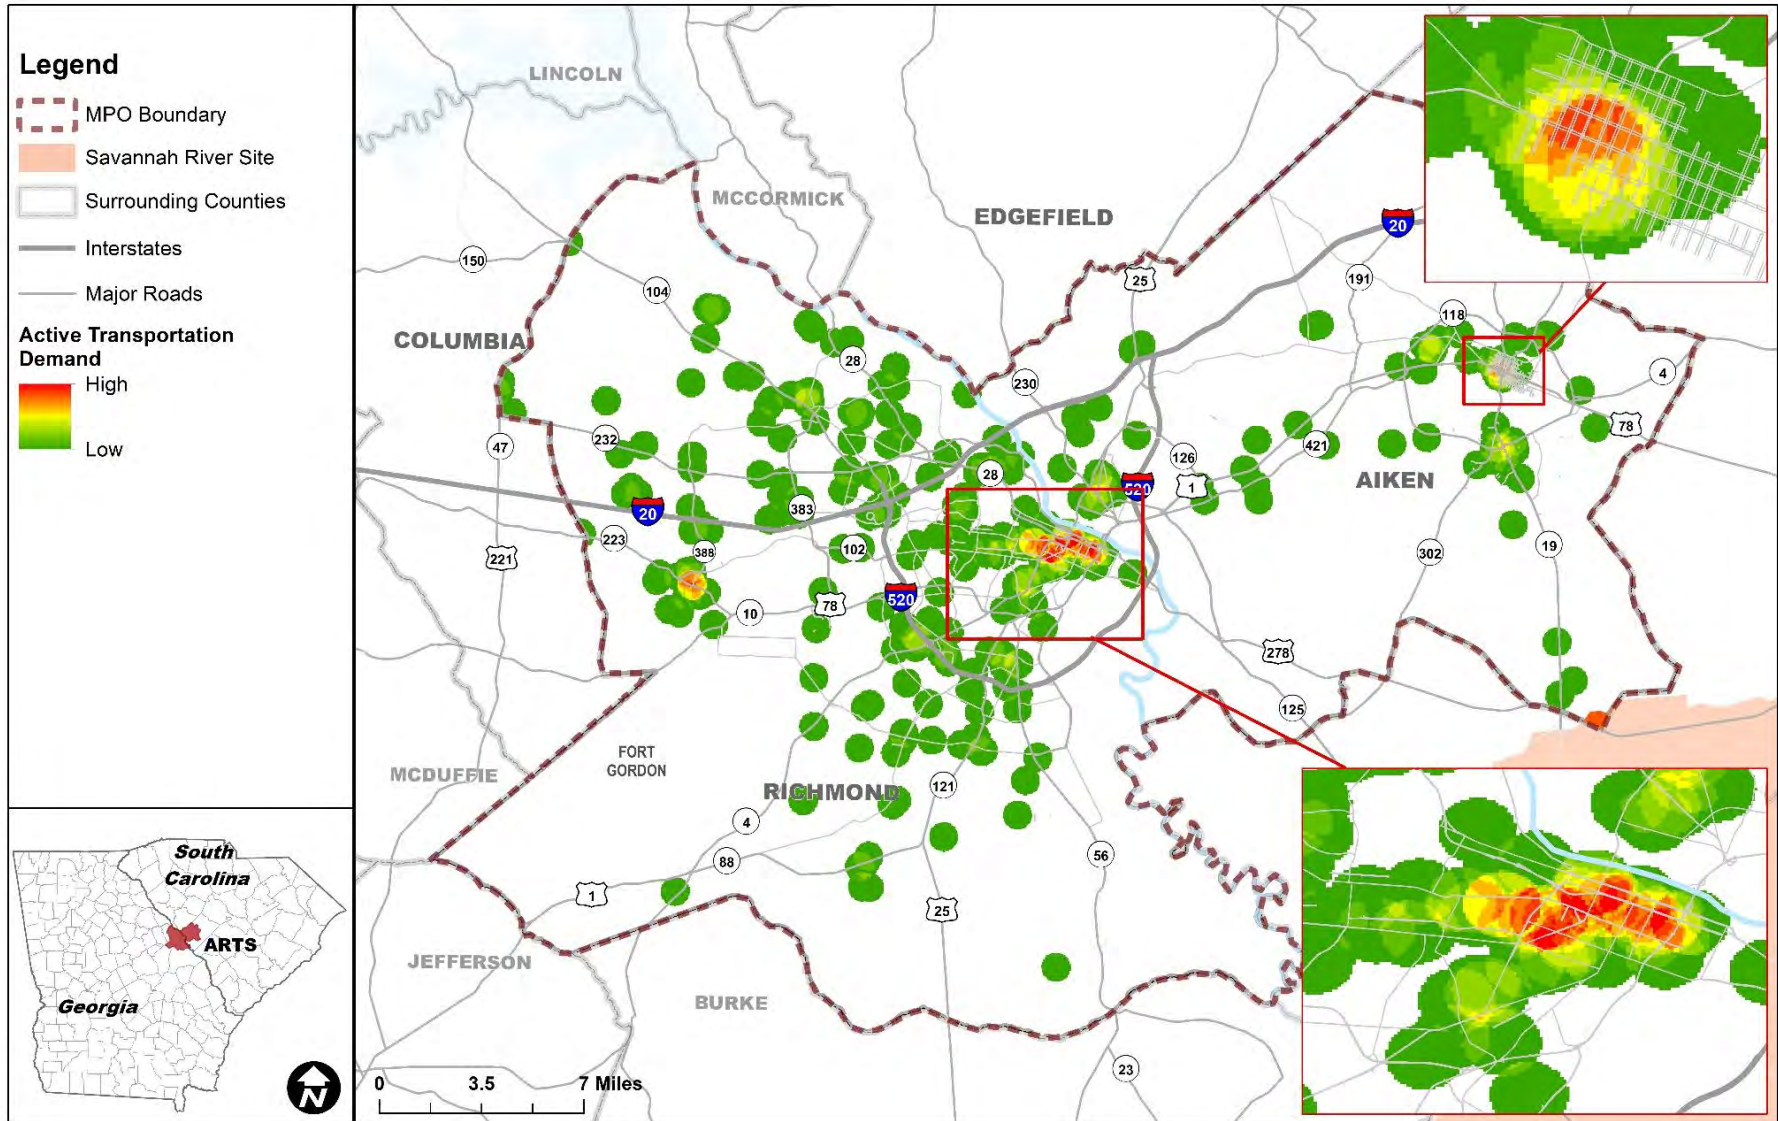 Legend
MPO Boundary
Savannah River Site
Surrounding Counties
Interstates
Major Roads
Active Transportation
Demand
High
Low
South
Carolina
ARTS
Georgia
N
LINCOLN
MCCORMICK
EDGEFIELD
20
25
150
191
104
118
COLUMBIA
28
230
4
232
78
47
421
126
28
AIKEN
520
1
20
383
223
388
102
221
302
19
520
10
78
278
125
FORT
GORDON
MCDUFFIE
RICHMOND
121
4
88
56
1
25
JEFFERSON
BURKE
23
0 3.5 7 Miles